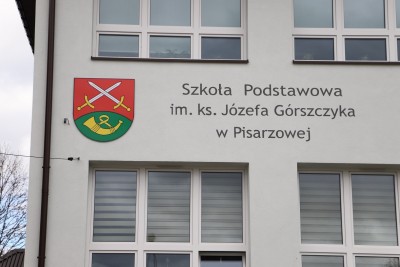 Szkoła Podstawowa
im. ks. Józefa Górszczyka
w Pisarzowej